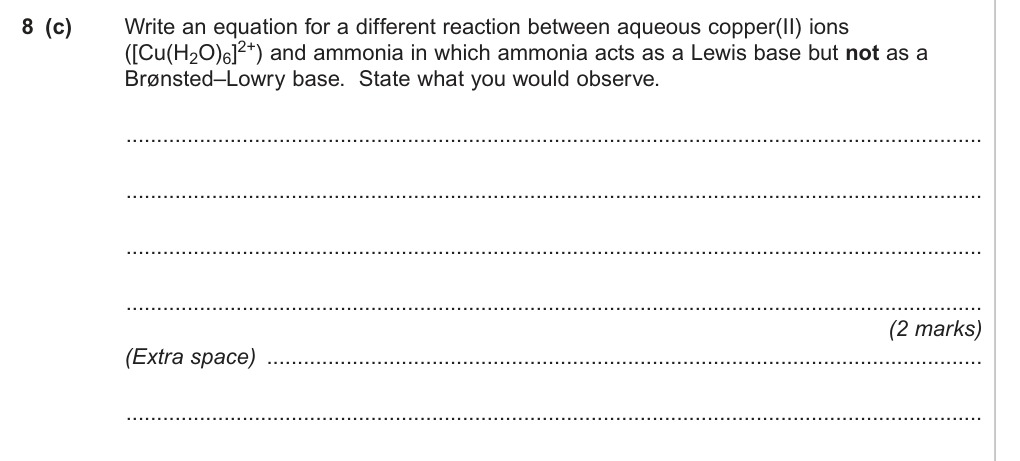 8 (c) Write an equation for a different reaction between aqueous copper(II) ions
([Cu(H₂O)₆]²⁺) and ammonia in which ammonia acts as a Lewis base but not as a
Brønsted–Lowry base. State what you would observe.
(2 marks)
(Extra space)